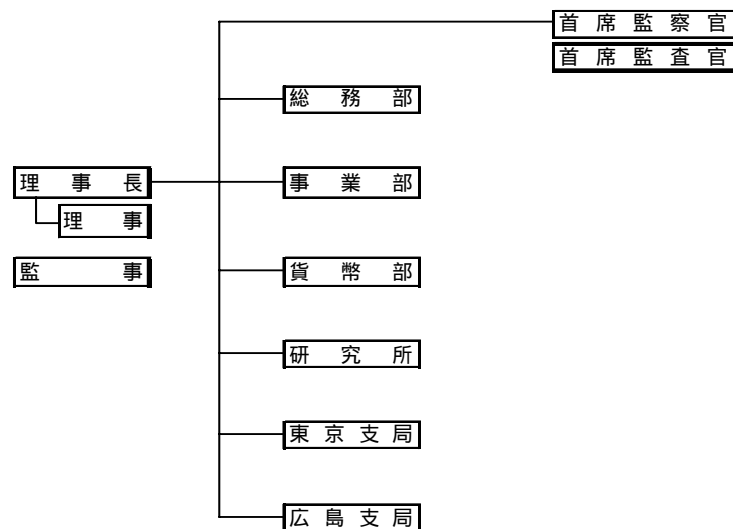 首席監察官
首席監査官
総務部
理事長
事業部
理事
監事
貨幣部
研究所
東京支局
広島支局